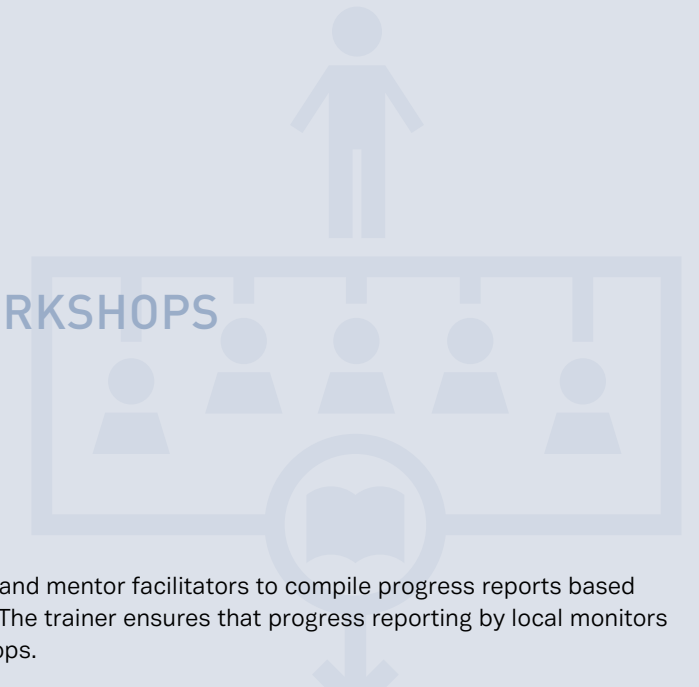 RKSHOPS
and mentor facilitators to compile progress reports based
The trainer ensures that progress reporting by local monitors
ops.